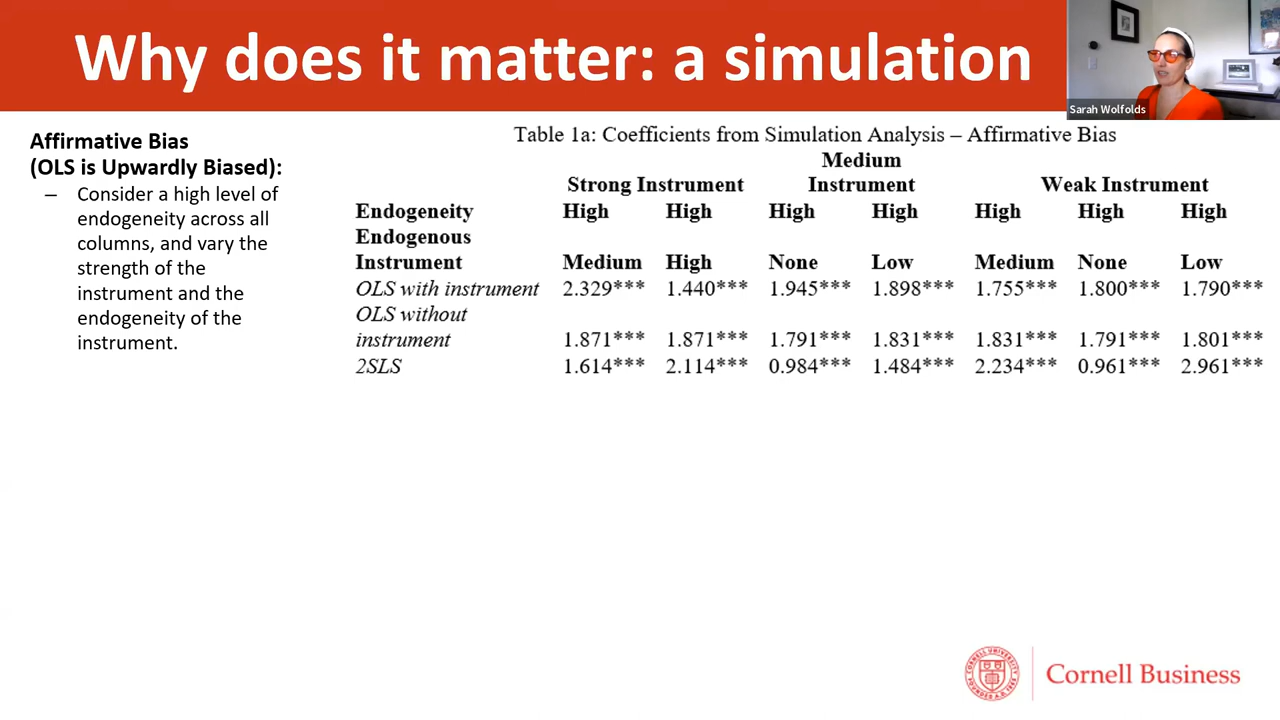 Why does it matter: a simulation
Sarah Wolfolds
Affirmative Bias
(OLS is Upwardly Biased):
– Consider a high level of
endogeneity across all
columns, and vary the
strength of the
instrument and the
endogeneity of the
instrument.
Table 1a: Coefficients from Simulation Analysis – Affirmative Bias
Medium
Strong Instrument Instrument Weak Instrument
Endogeneity High High High High High High High
Endogenous
Instrument Medium High None Low Medium None Low
OLS with instrument 2.329*** 1.440*** 1.945*** 1.898*** 1.755*** 1.800*** 1.790***
OLS without
instrument 1.871*** 1.871*** 1.791*** 1.831*** 1.831*** 1.791*** 1.801***
2SLS 1.614*** 2.114*** 0.984*** 1.484*** 2.234*** 0.961*** 2.961***
Cornell Business